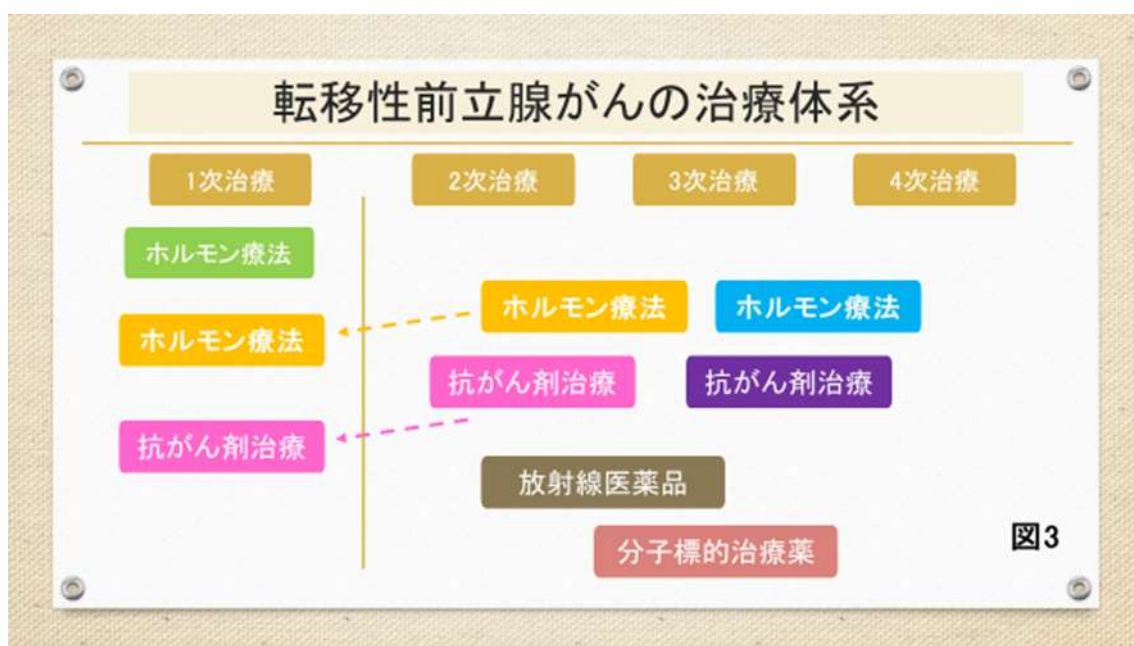 転移性前立腺がんの治療体系
1次治療
2次治療
3次治療
4次治療
ホルモン療法
ホルモン療法
ホルモン療法
ホルモン療法
抗がん剤治療
抗がん剤治療
抗がん剤治療
放射線医薬品
分子標的治療薬
図3